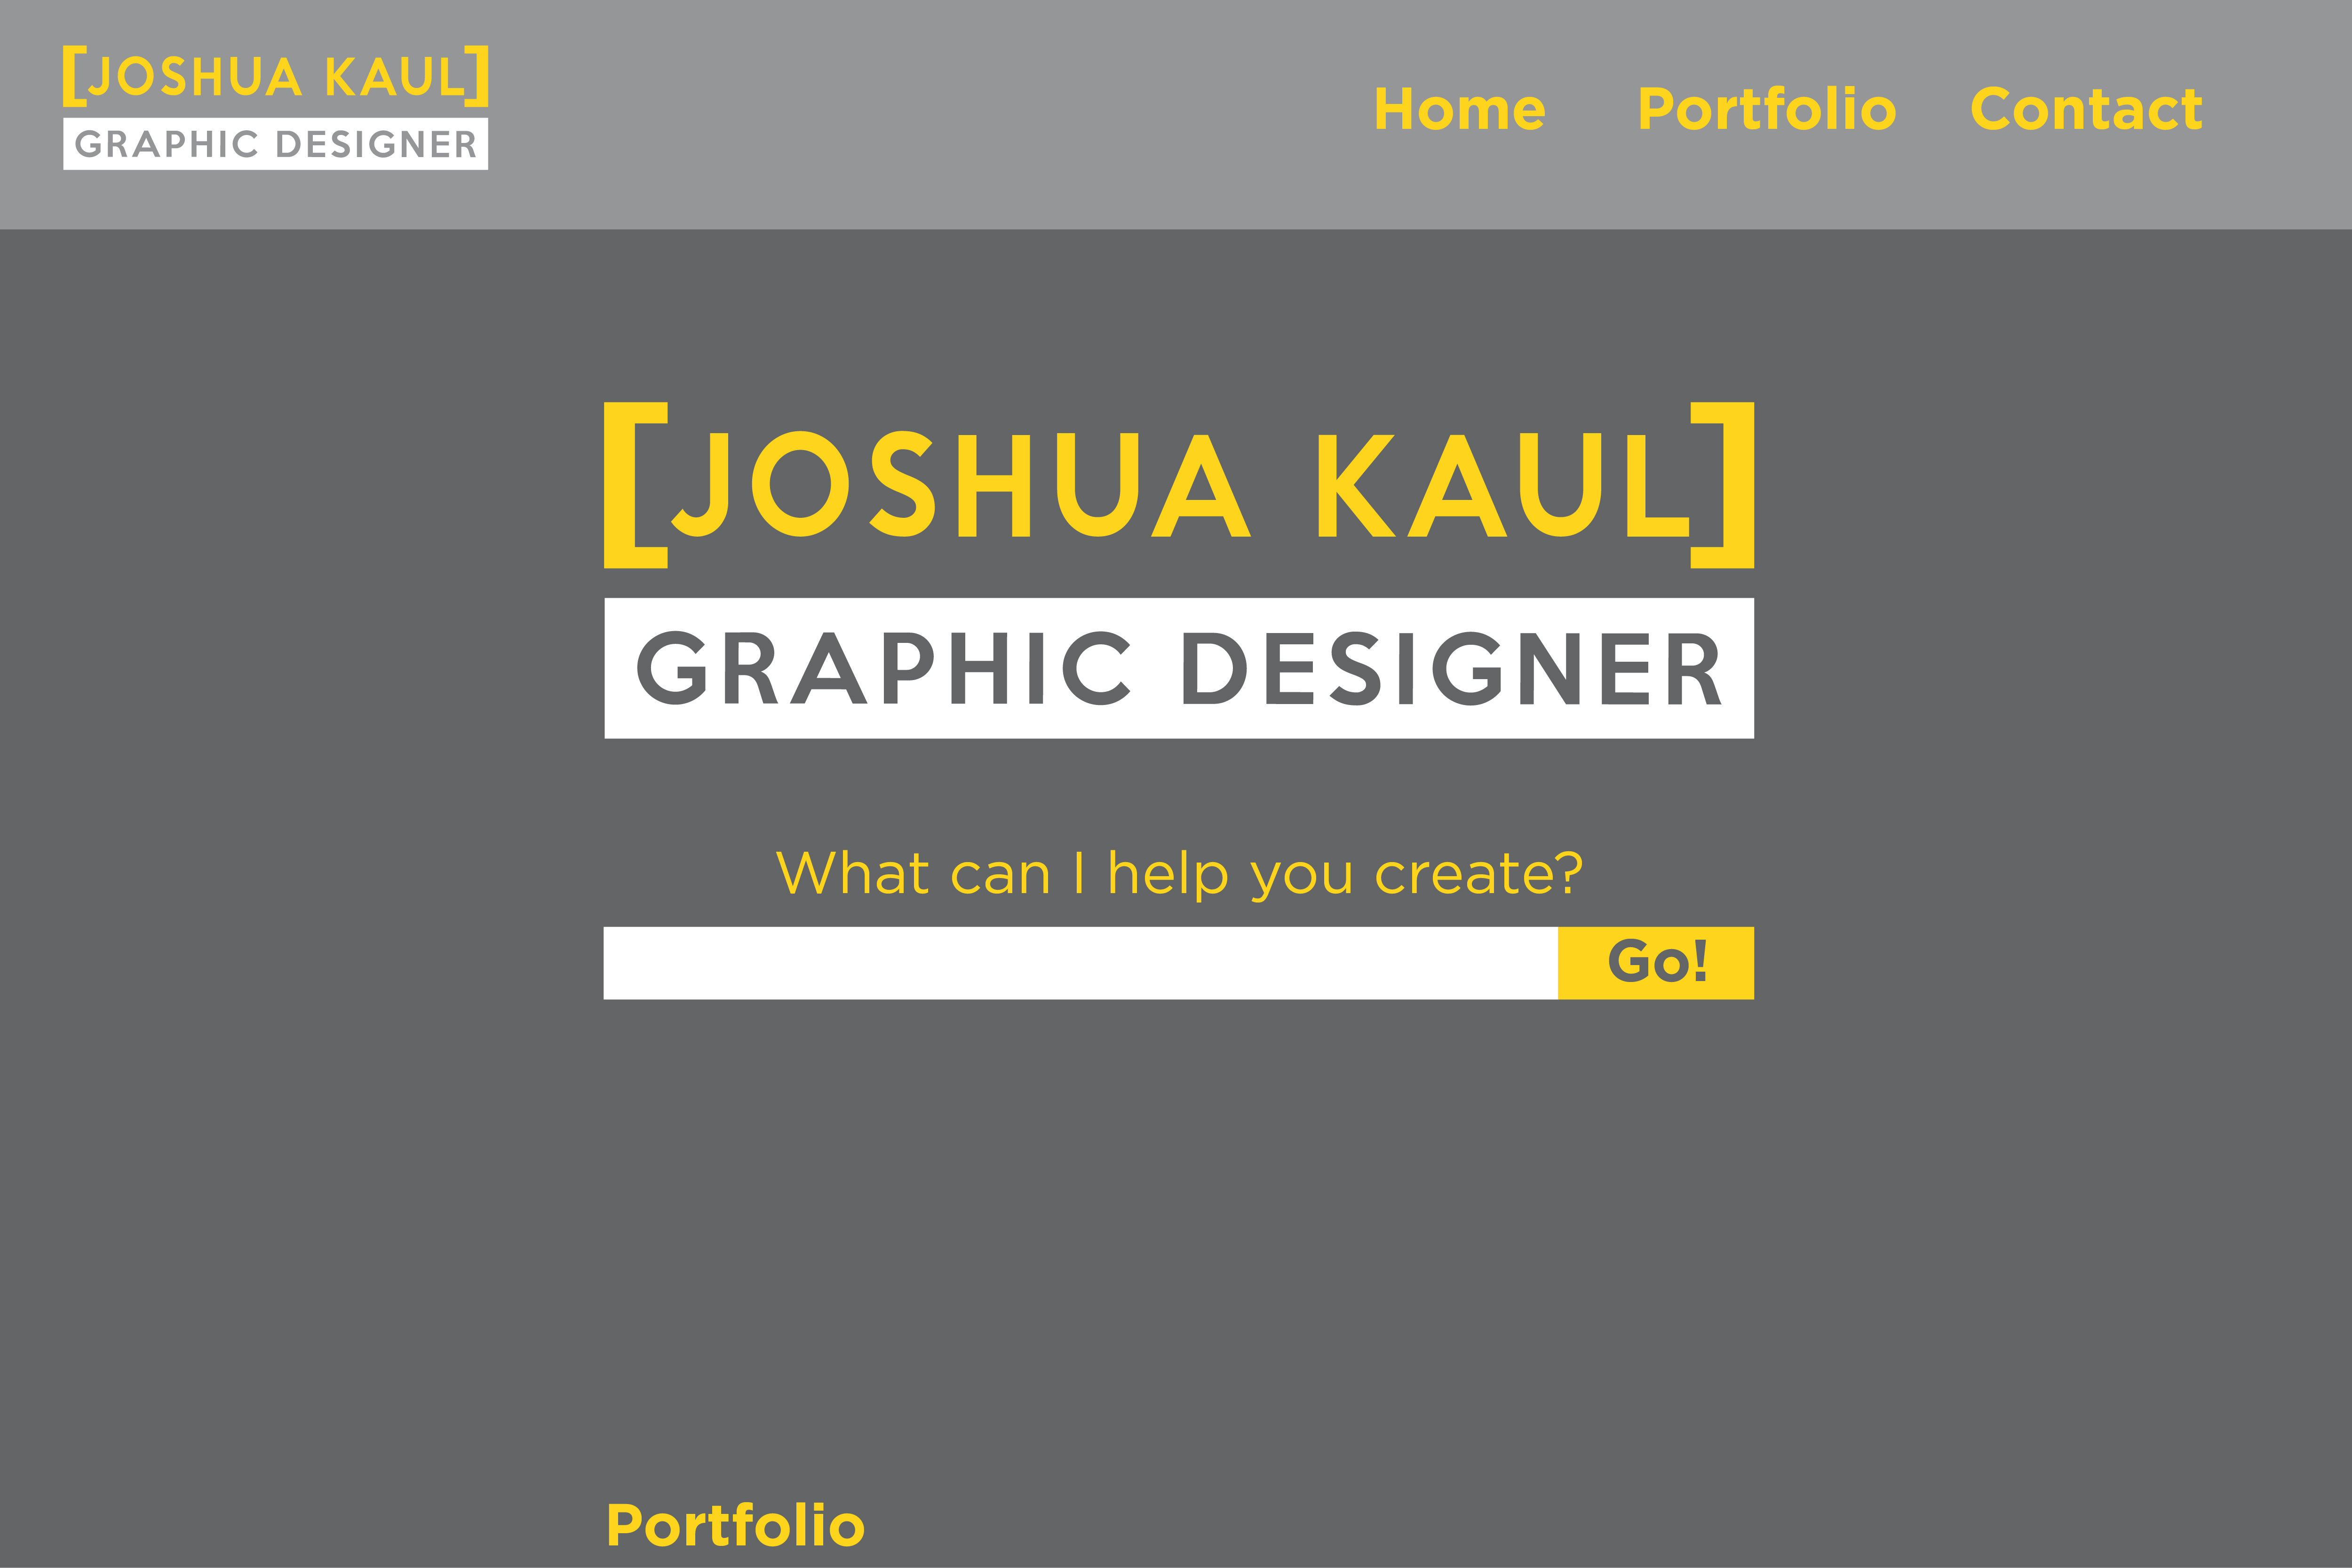 [JOSHUA KAUL]
GRAPHIC DESIGNER
Home Portfolio Contact
[JOSHUA KAUL]
GRAPHIC DESIGNER
What can I help you create?
Go!
Portfolio